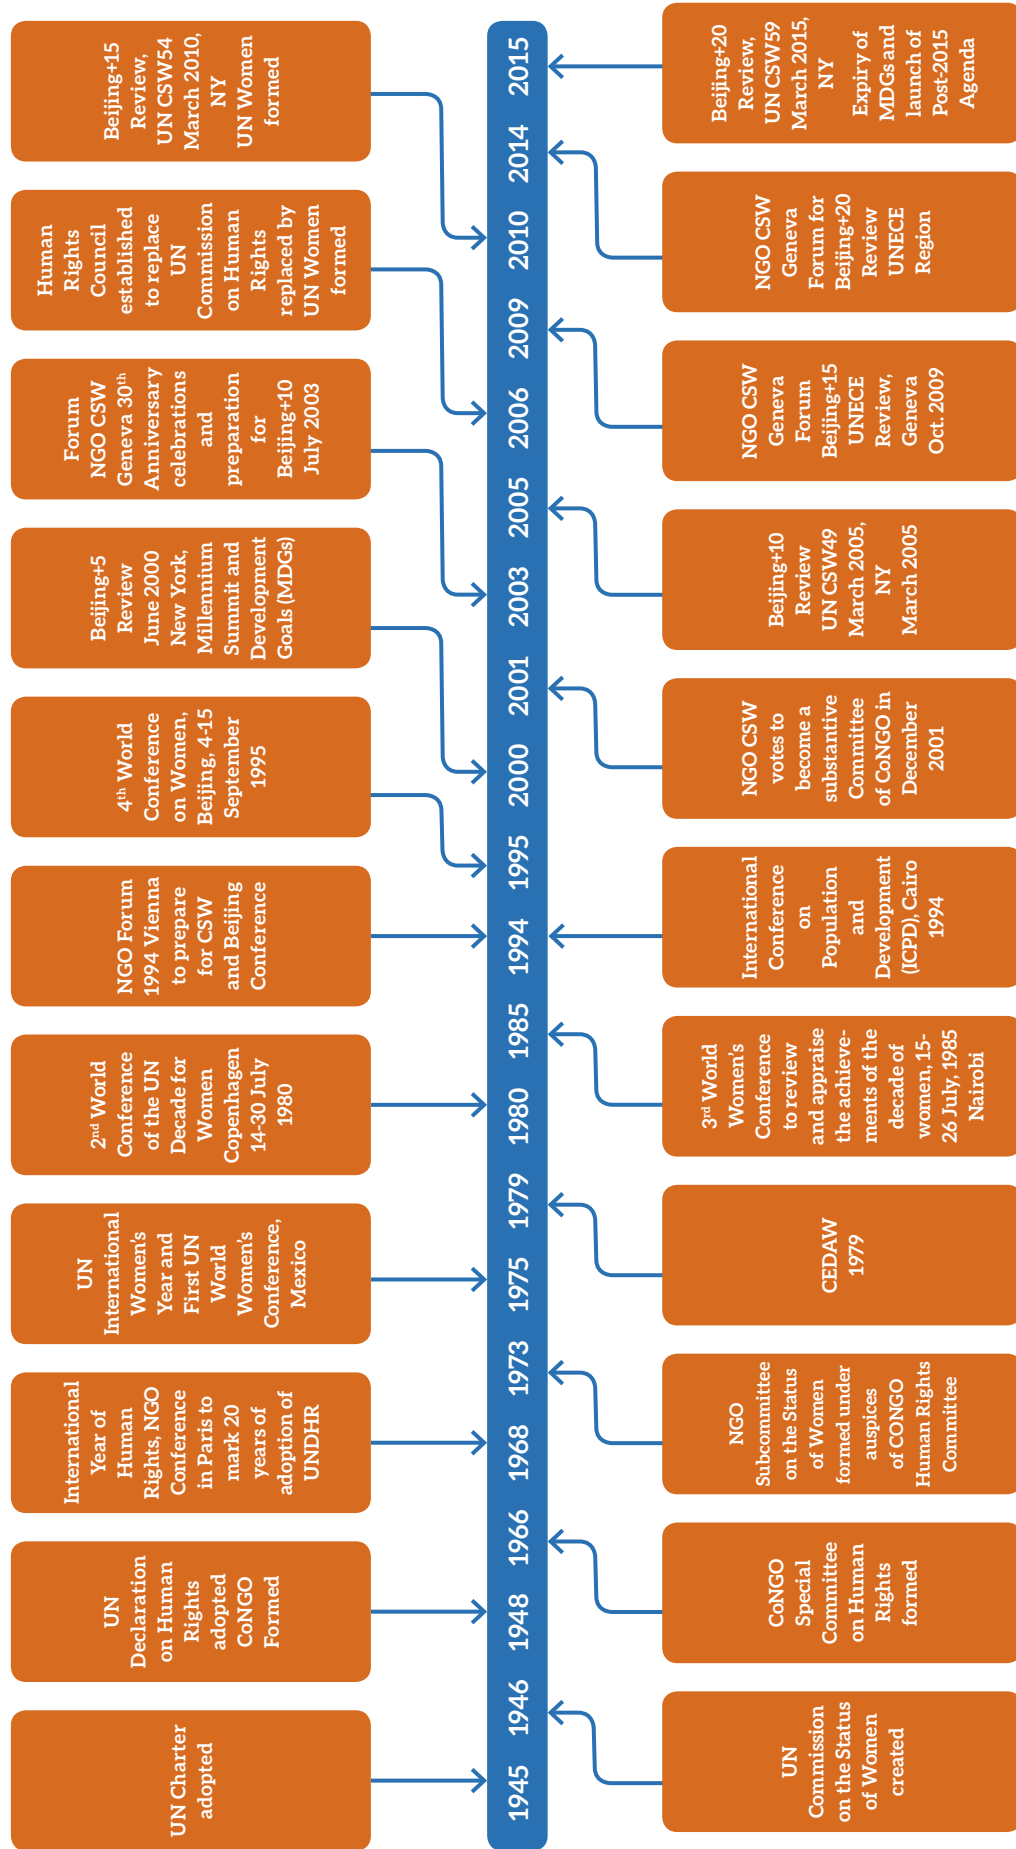 UN Charter
adopted
UN
Declaration
on Human
Rights
adopted
CoNGO
Formed
International
Year of
Human
Rights, NGO
Conference
in Paris to
mark 20
years of
adoption of
UNDHR
UN
International
Women's
Year and
First UN
World
Women's
Conference,
Mexico
2nd World
Conference
of the UN
Decade for
Women
Copenhagen
14-30 July
1980
NGO Forum
1994 Vienna
to prepare
for CSW
and Beijing
Conference
4th World
Conference
on Women,
Beijing, 4-15
September
1995
Beijing+5
Review
June 2000
New York,
Millennium
Summit and
Development
Goals (MDGs)
Forum
NGO CSW
Geneva 30th
Anniversary
celebrations
and
preparation
for
Beijing+10
July 2003
Human
Rights
Council
established
to replace
UN
Commission
on Human
Rights
replaced by
UN Women
formed
Beijing+15
Review,
UN CSW54
March 2010,
NY
UN Women
formed
1945 1946 1948 1966 1968 1973 1975 1979 1980 1985 1994 1995 2000 2001 2003 2005 2006 2009 2010 2014 2015
UN
Commission
on the Status
of Women
created
CoNGO
Special
Committee
on Human
Rights
formed
NGO
Subcommittee
on the Status
of Women
formed under
auspices
of CONGO
Human Rights
Committee
CEDAW
1979
3rd World
Women's
Conference
to review
and appraise
the achieve-
ments of the
decade of
women, 15-
26 July, 1985
Nairobi
International
Conference
on
Population
and
Development
(ICPD), Cairo
1994
NGO CSW
votes to
become a
substantive
Committee
of CoNGO in
December
2001
Beijing+10
Review
UN CSW49
March 2005,
NY
March 2005
NGO CSW
Geneva
Forum
Beijing+15
UNECE
Review,
Geneva
Oct. 2009
NGO CSW
Geneva
Forum for
Beijing+20
Review
UNECE
Region
Beijing+20
Review,
UN CSW59
March 2015,
NY
Expiry of
MDGs and
launch of
Post-2015
Agenda